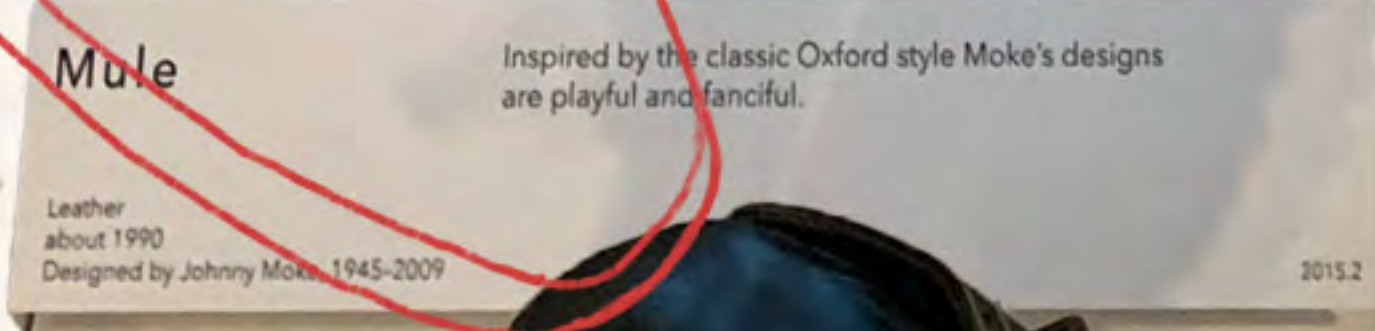 Mule
Inspired by the classic Oxford style Moke's designs
are playful and fanciful.
Leather
about 1990
Designed by Johnny Moke, 1945-2009
2015.2